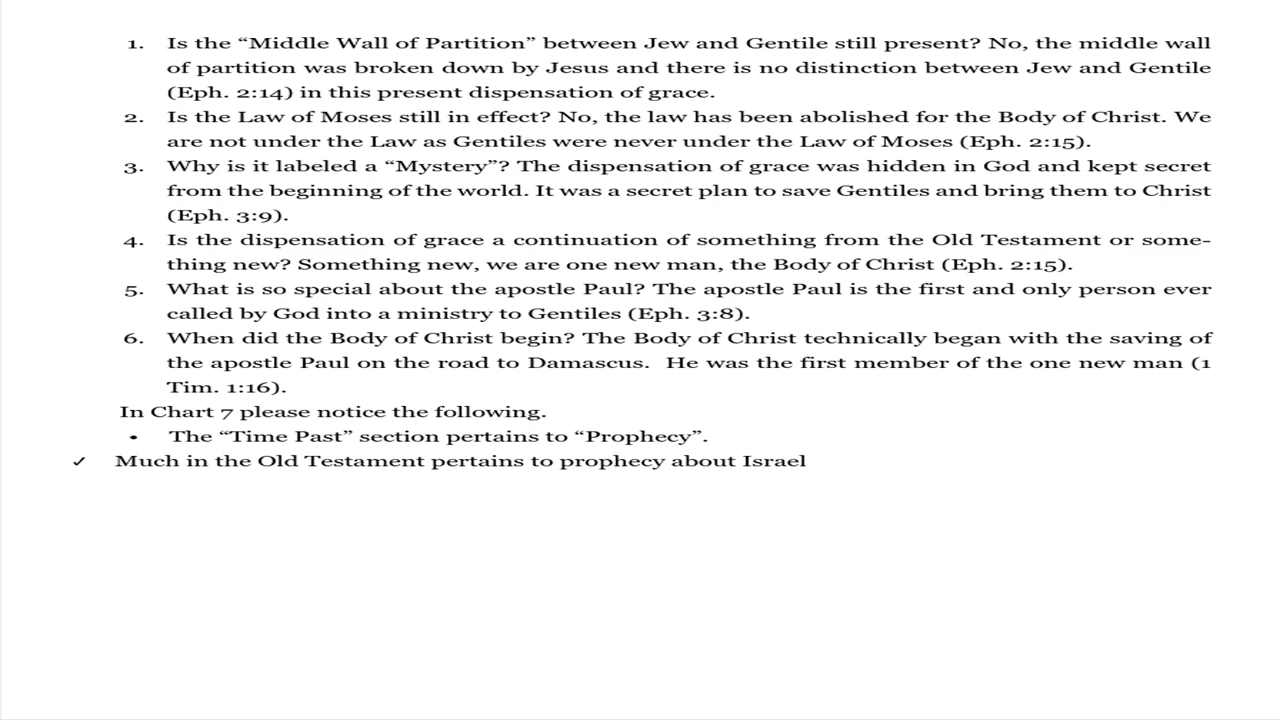 1. Is the “Middle Wall of Partition” between Jew and Gentile still present? No, the middle wall
of partition was broken down by Jesus and there is no distinction between Jew and Gentile
(Eph. 2:14) in this present dispensation of grace.
2. Is the Law of Moses still in effect? No, the law has been abolished for the Body of Christ. We
are not under the Law as Gentiles were never under the Law of Moses (Eph. 2:15).
3. Why is it labeled a “Mystery”? The dispensation of grace was hidden in God and kept secret
from the beginning of the world. It was a secret plan to save Gentiles and bring them to Christ
(Eph. 3:9).
4. Is the dispensation of grace a continuation of something from the Old Testament or some-
thing new? Something new, we are one new man, the Body of Christ (Eph. 2:15).
5. What is so special about the apostle Paul? The apostle Paul is the first and only person ever
called by God into a ministry to Gentiles (Eph. 3:8).
6. When did the Body of Christ begin? The Body of Christ technically began with the saving of
the apostle Paul on the road to Damascus.  He was the first member of the one new man (1
Tim. 1:16).
In Chart 7 please notice the following.
• The “Time Past” section pertains to “Prophecy”.
✓ Much in the Old Testament pertains to prophecy about Israel